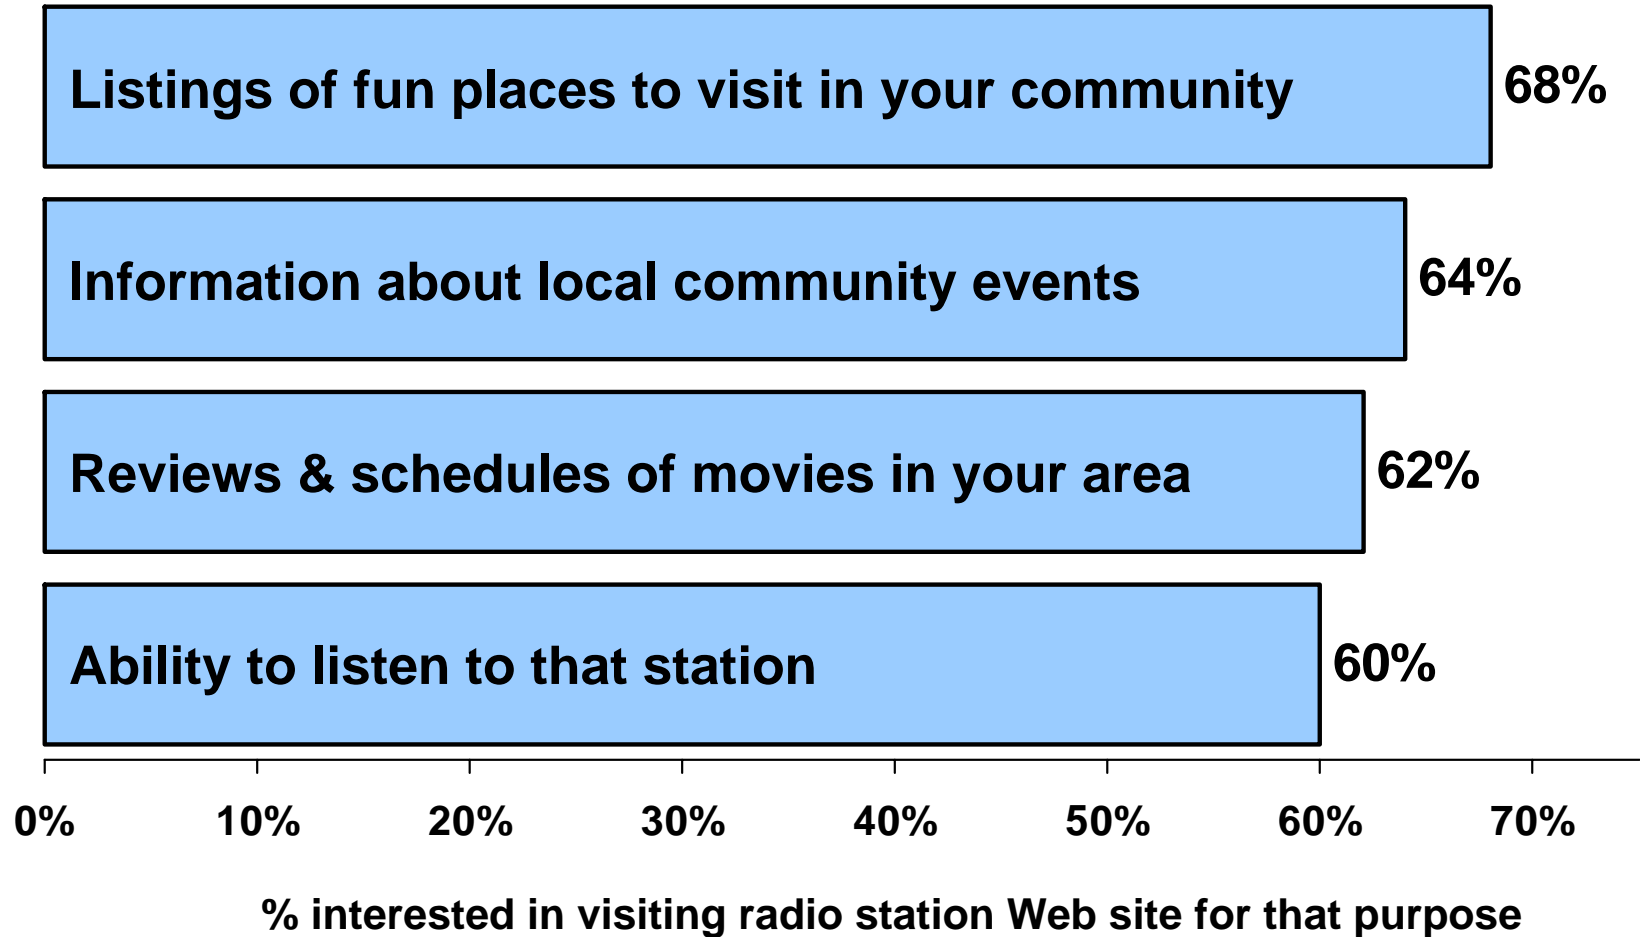 Listings of fun places to visit in your community 68%
Information about local community events 64%
Reviews & schedules of movies in your area 62%
Ability to listen to that station 60%
0% 10% 20% 30% 40% 50% 60% 70%
% interested in visiting radio station Web site for that purpose